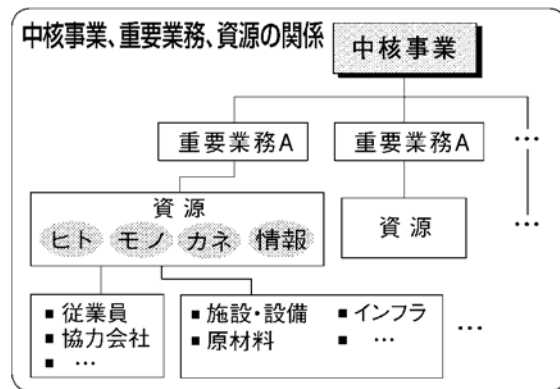 中核事業、重要業務、資源の関係
中核事業
重要業務A
重要業務A
…
資源
ヒト モノ カネ 情報
資源
…
■ 従業員
■ 協力会社
■ …
■ 施設・設備 ■ インフラ
■ 原材料 ■ …
…